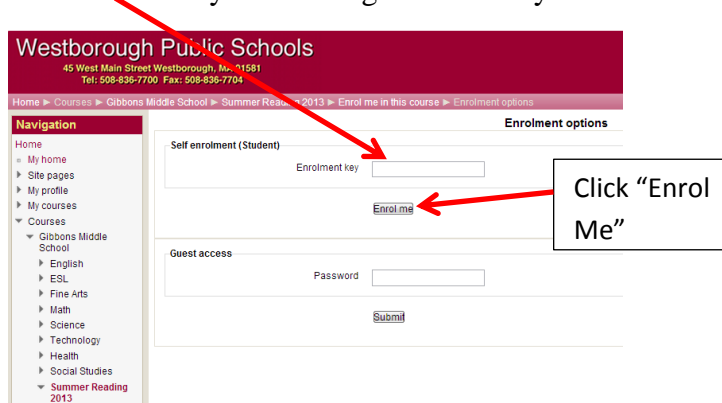 Westborough Public Schools
45 West Main Street Westborough, MA 01581
Tel: 508-836-7700 Fax: 508-836-7704
Home ► Courses ► Gibbons Middle School ► Summer Reading 2013 ► Enrol me in this course ► Enrolment options
Navigation
Home
My home
Site pages
My profile
My courses
Courses
Gibbons Middle
School
English
ESL
Fine Arts
Math
Science
Technology
Health
Social Studies
Summer Reading
2013
Enrolment options
Self enrolment (Student)
Enrolment key
Enrol me
Click “Enrol
Me”
Guest access
Password
Submit